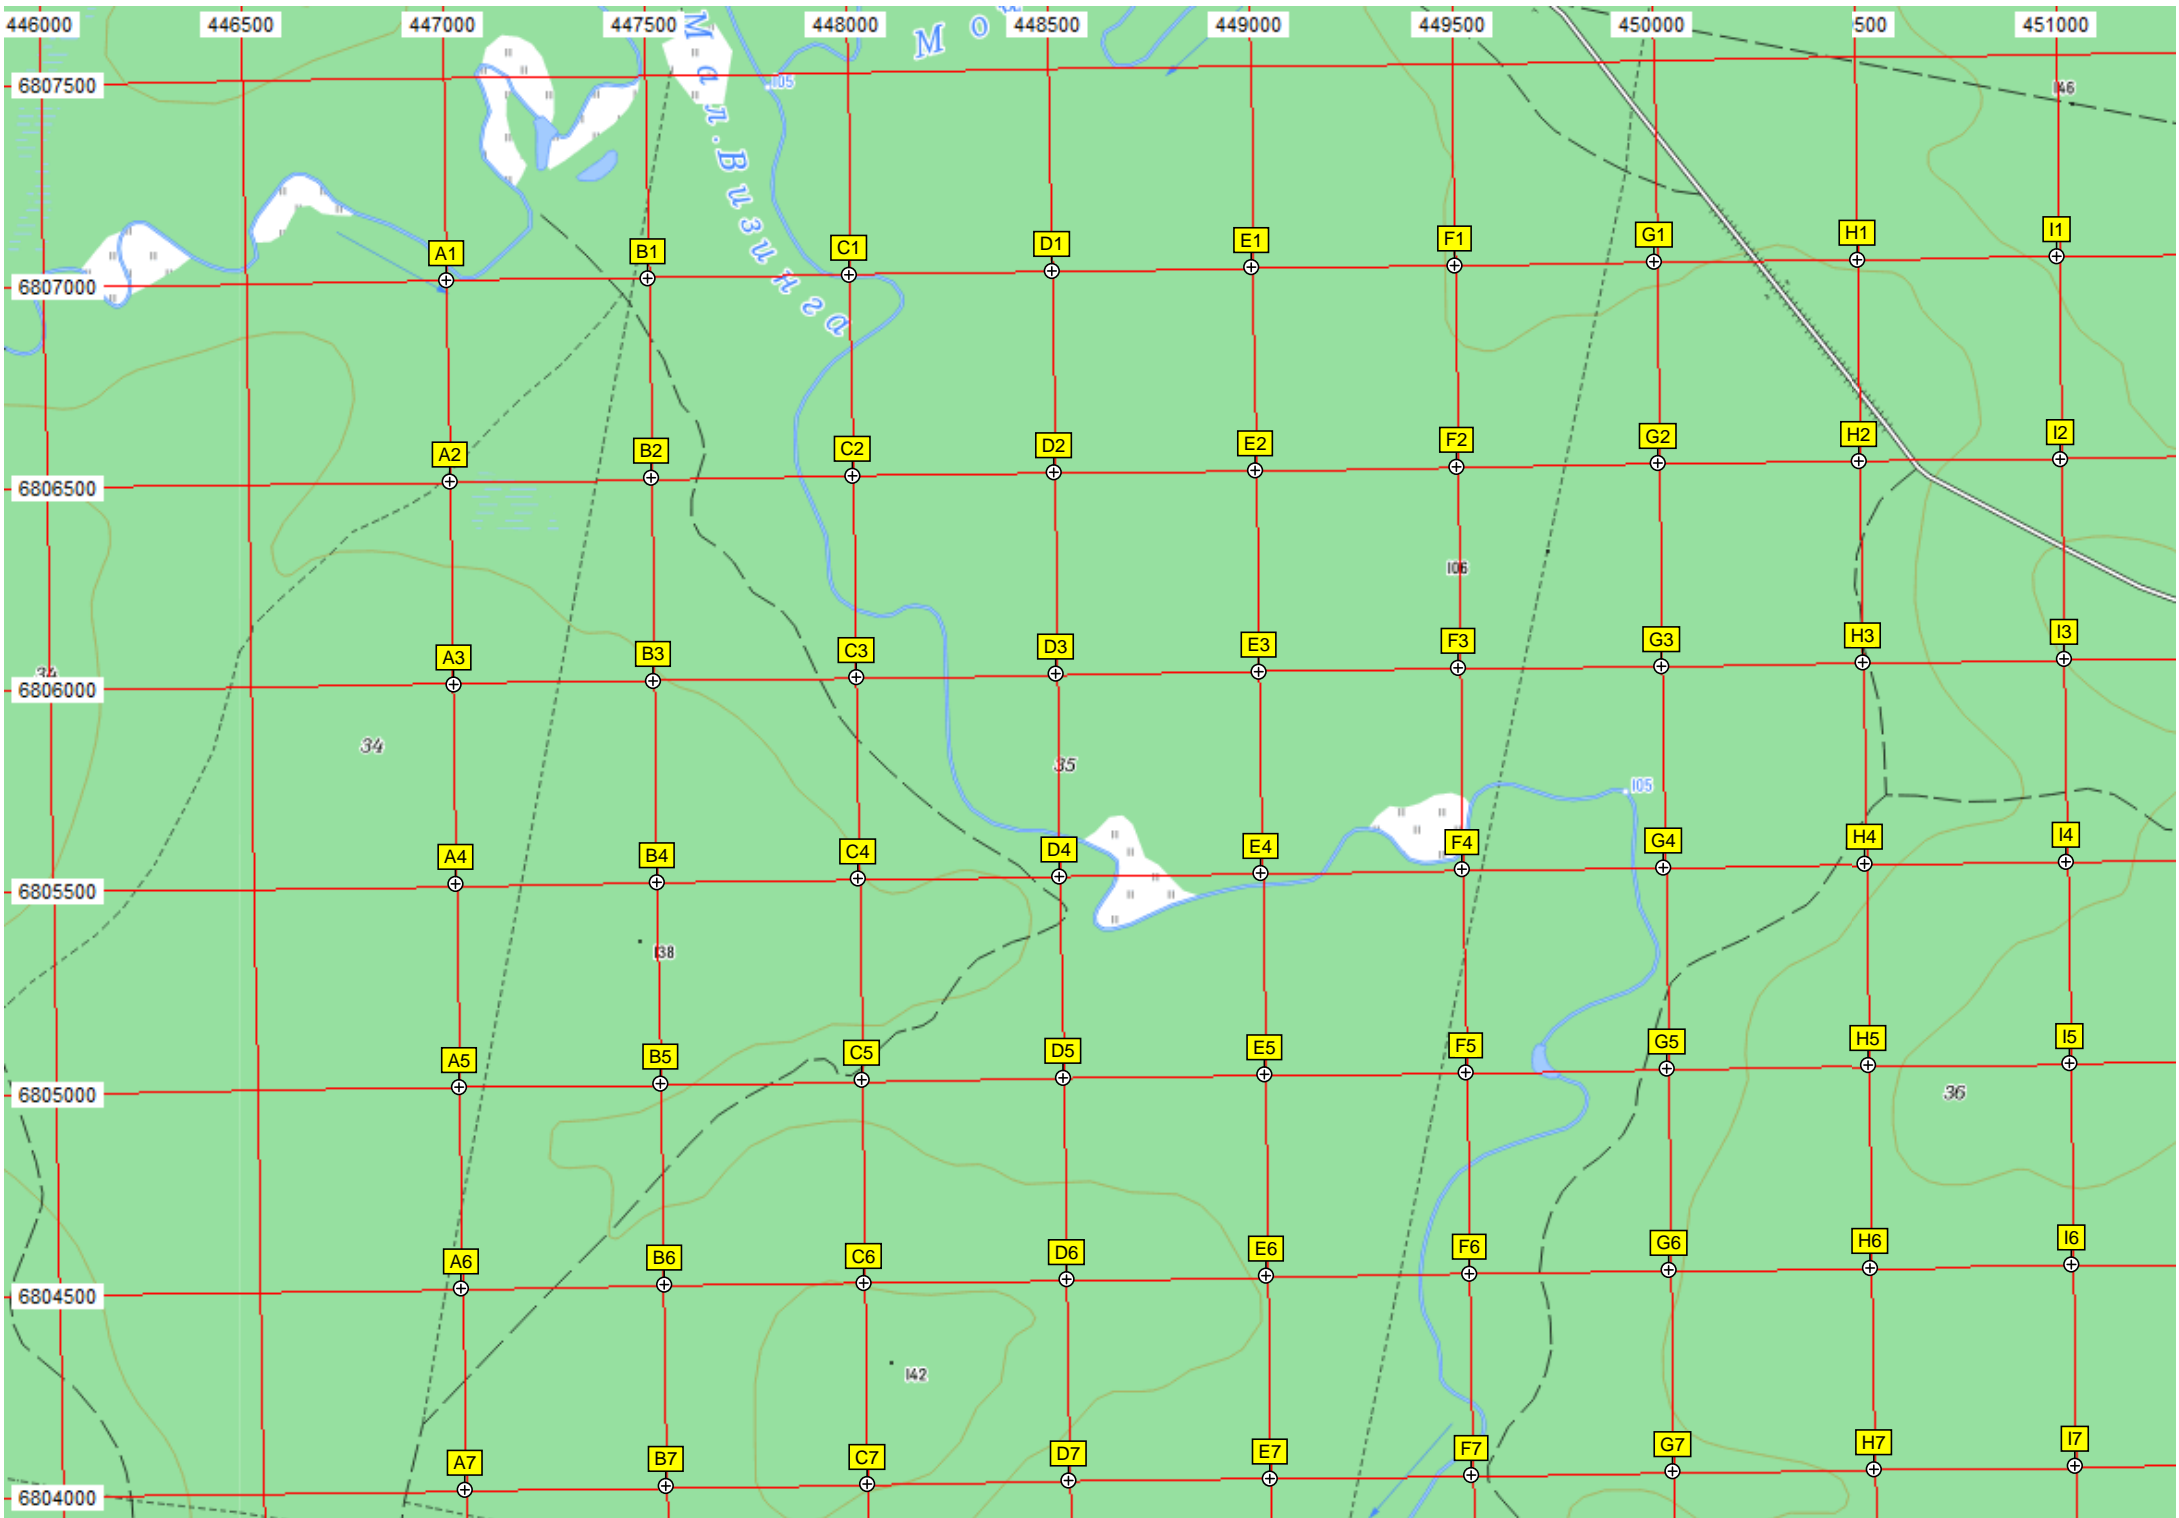 446000 446500 447000 447500 448000 448500 449000 449500 450000 500 451000
Мал. Визинга
Мо
105
6807500
146
A1 B1 C1 D1 E1 F1 G1 H1 I1
6807000
A2 B2 C2 D2 E2 F2 G2 H2 I2
6806500
106
A3 B3 C3 D3 E3 F3 G3 H3 I3
34
6806000
34
35
105
A4 B4 C4 D4 E4 F4 G4 H4 I4
6805500
138
A5 B5 C5 D5 E5 F5 G5 H5 I5
6805000
36
A6 B6 C6 D6 E6 F6 G6 H6 I6
6804500
142
A7 B7 C7 D7 E7 F7 G7 H7 I7
6804000